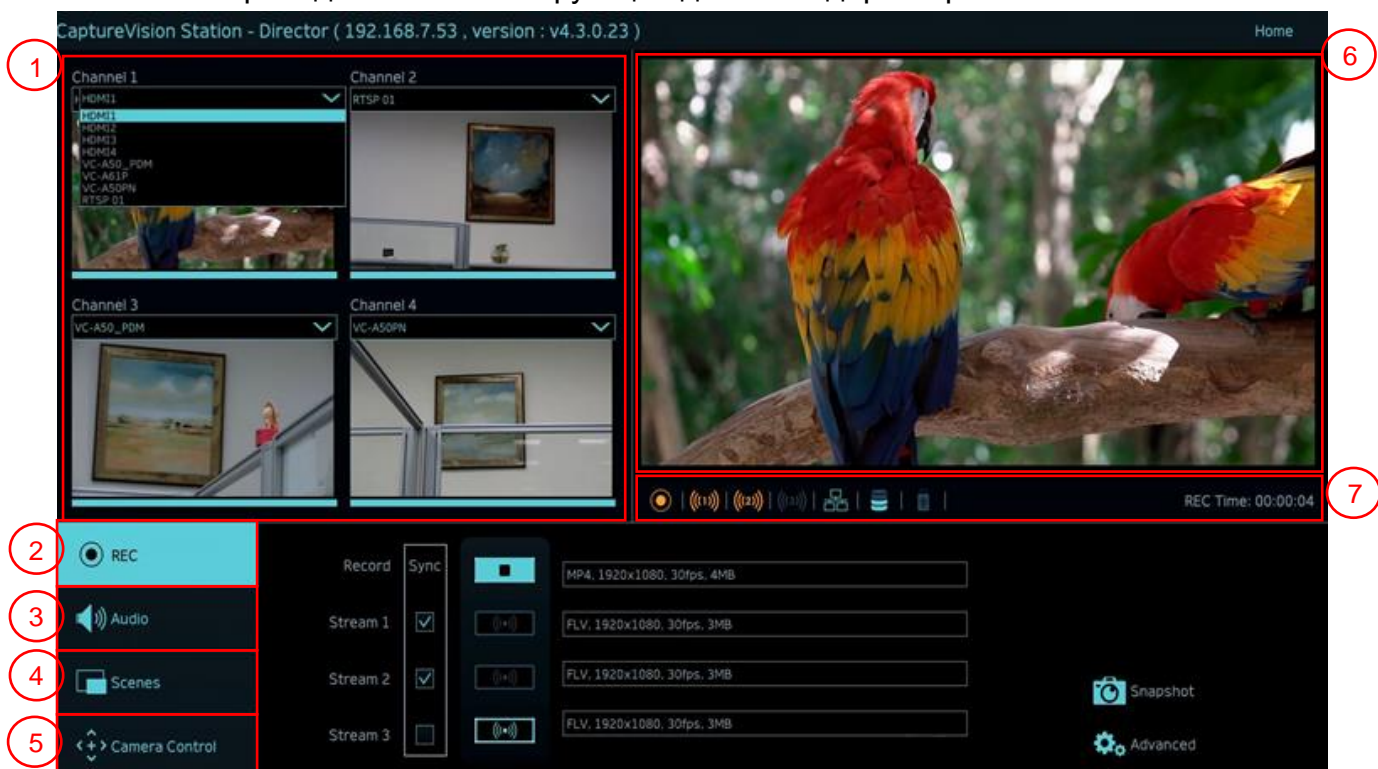 CaptureVision Station - Director ( 192.168.7.53 , version : v4.3.0.23 )
Home
1
6
Channel 1
HDMI1
HDMI1
HDMI2
HDMI3
HDMI4
VC-A50_PDM
VC-A61P
VC-A50PN
RTSP 01
Channel 2
RTSP 01
Channel 3
VC-A50_PDM
Channel 4
VC-A50PN
(1)
(2)
(3)
REC Time: 00:00:04
7
2
REC
3
Audio
4
Scenes
5
Camera Control
Record
Sync
MP4, 1920x1080, 30fps, 4MB
Stream 1
FLV, 1920x1080, 30fps, 3MB
Stream 2
FLV, 1920x1080, 30fps, 3MB
Stream 3
FLV, 1920x1080, 30fps, 3MB
Snapshot
Advanced